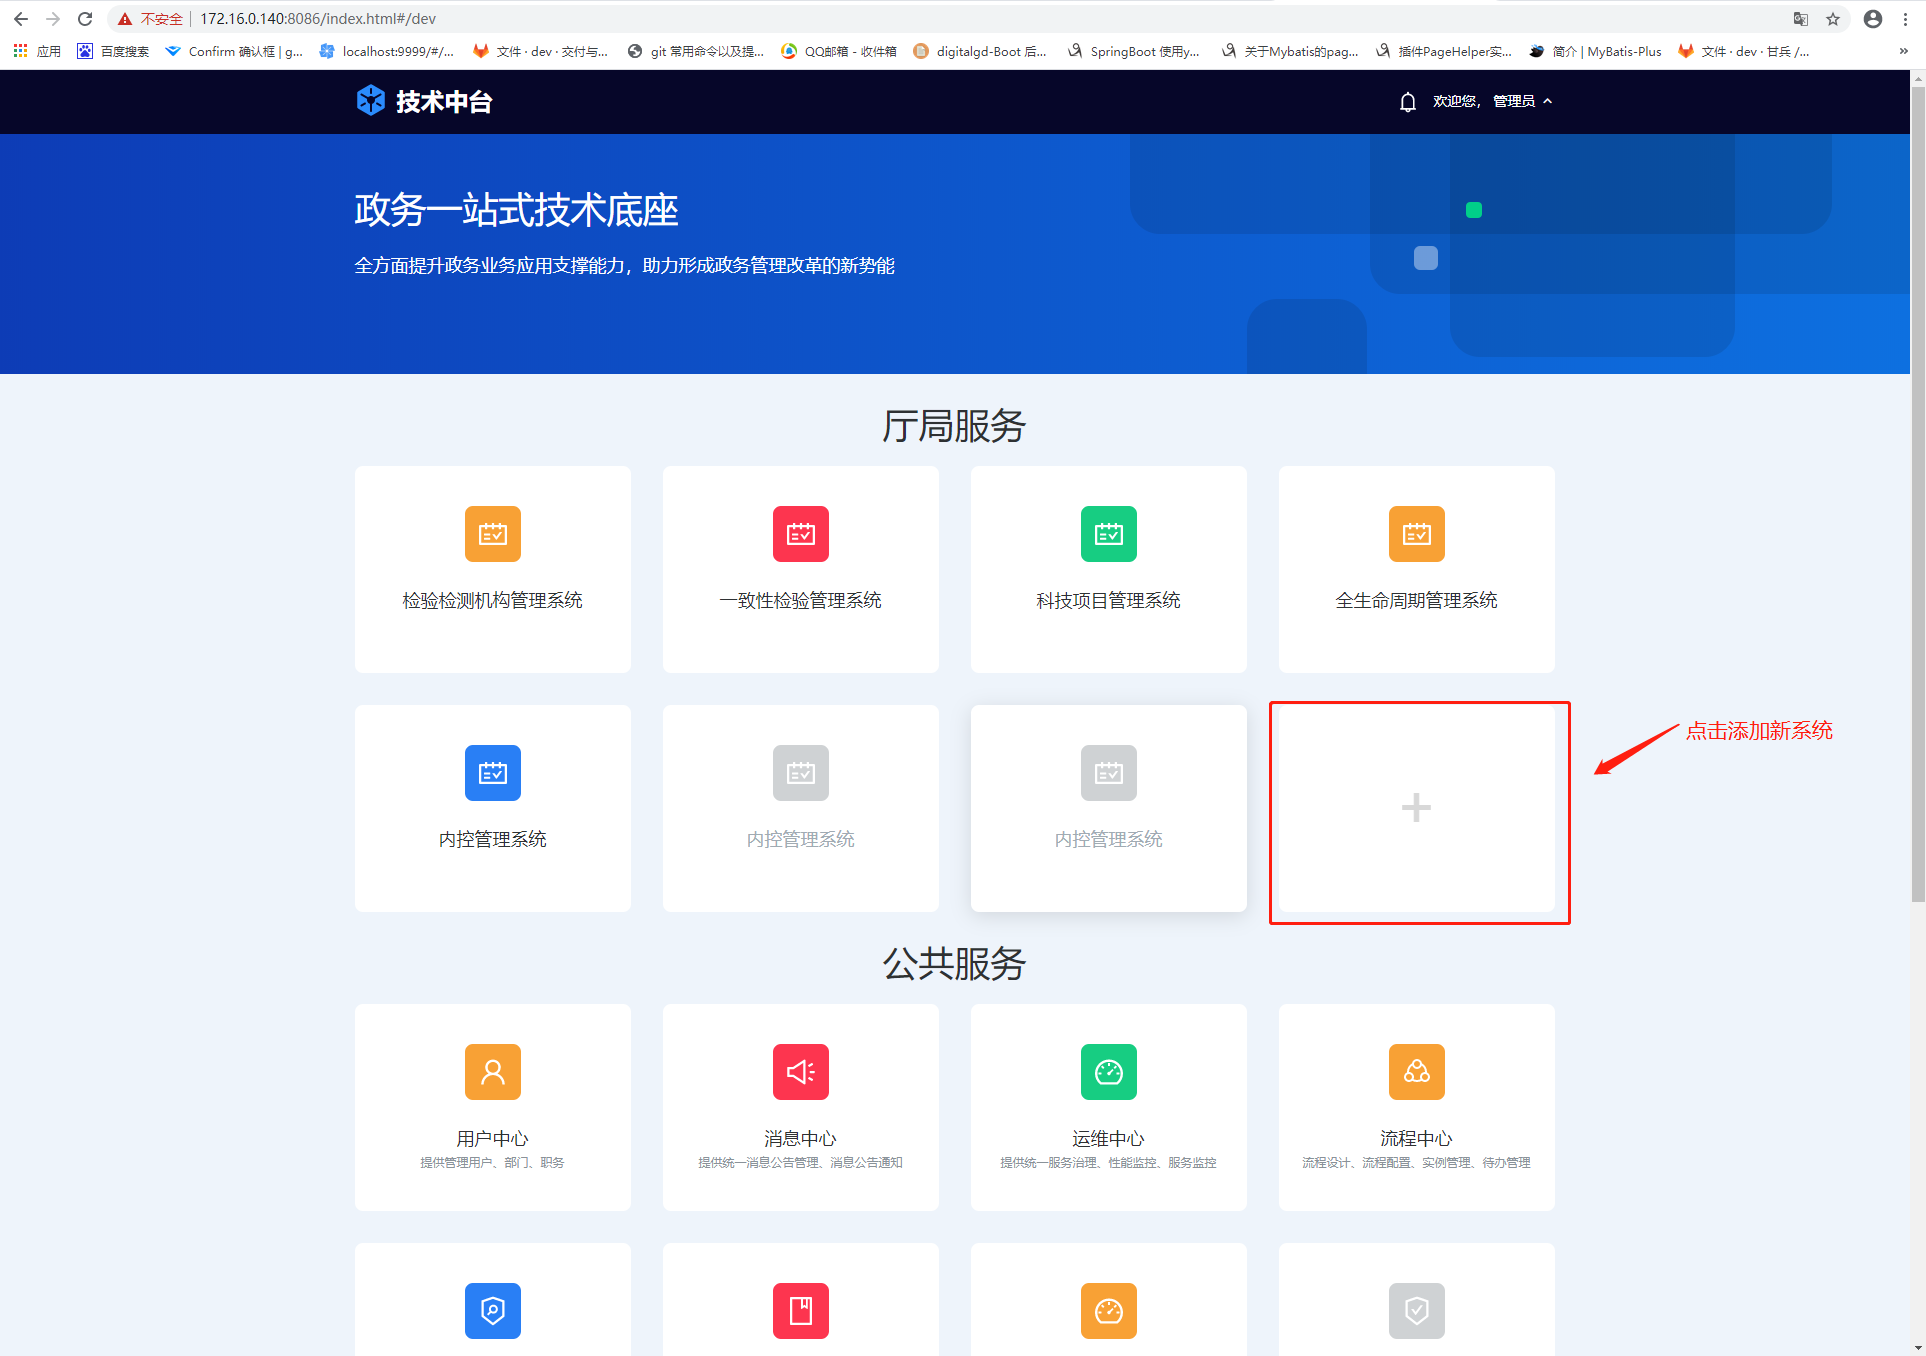 不安全 172.16.0.140:8086/index.html#/dev
应用 百度搜索 Confirm 确认框 | g... localhost:9999/#/... 文件 · dev · 交付与... git 常用命令以及提... QQ邮箱 - 收件箱 digitalgd-Boot 后... SpringBoot 使用y... 关于Mybatis的pag... 插件PageHelper实... 简介 | MyBatis-Plus 文件 · dev · 甘兵 /... »
技术中台 欢迎您， 管理员
政务一站式技术底座
全方面提升政务业务应用支撑能力，助力形成政务管理改革的新势能
厅局服务
检验检测机构管理系统 一致性检验管理系统 科技项目管理系统 全生命周期管理系统
点击添加新系统
内控管理系统 内控管理系统 内控管理系统
公共服务
用户中心 消息中心 运维中心 流程中心
提供管理用户、部门、职务 提供统一消息公告管理、消息公告通知 提供统一服务治理、性能监控、服务监控 流程设计、流程配置、实例管理、待办管理